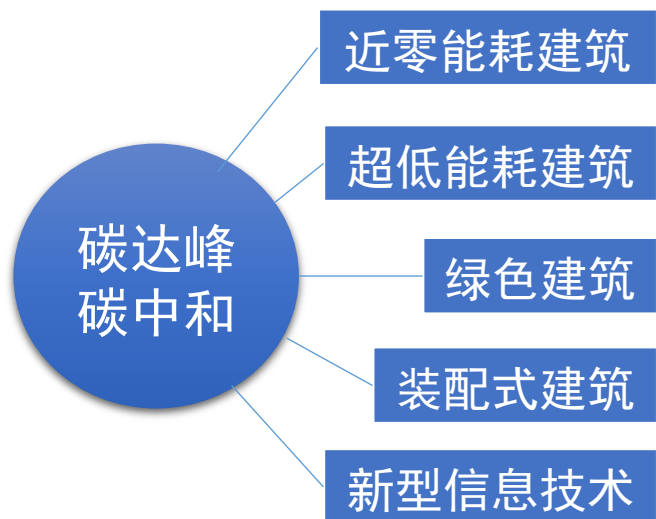 近零能耗建筑
超低能耗建筑
碳达峰
碳中和
绿色建筑
装配式建筑
新型信息技术